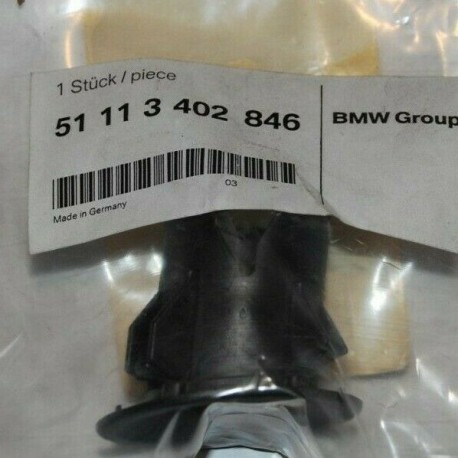 1 Stück / piece
51 11 3 402 846
BMW Group
03
Made in Germany